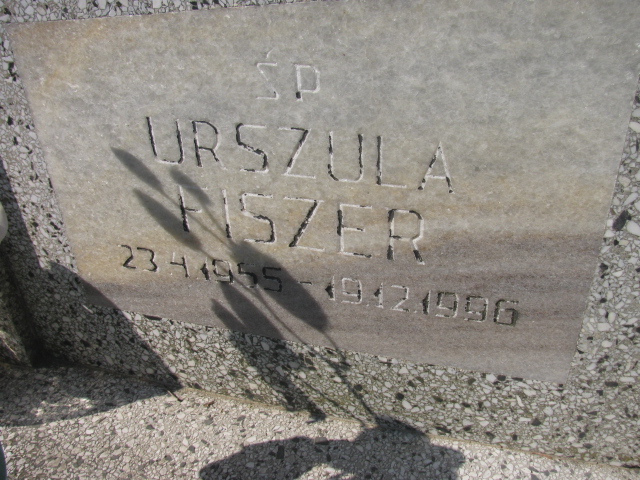 ŚP
URSZULA
FISZER
23.4.1955 - 19.12.1996